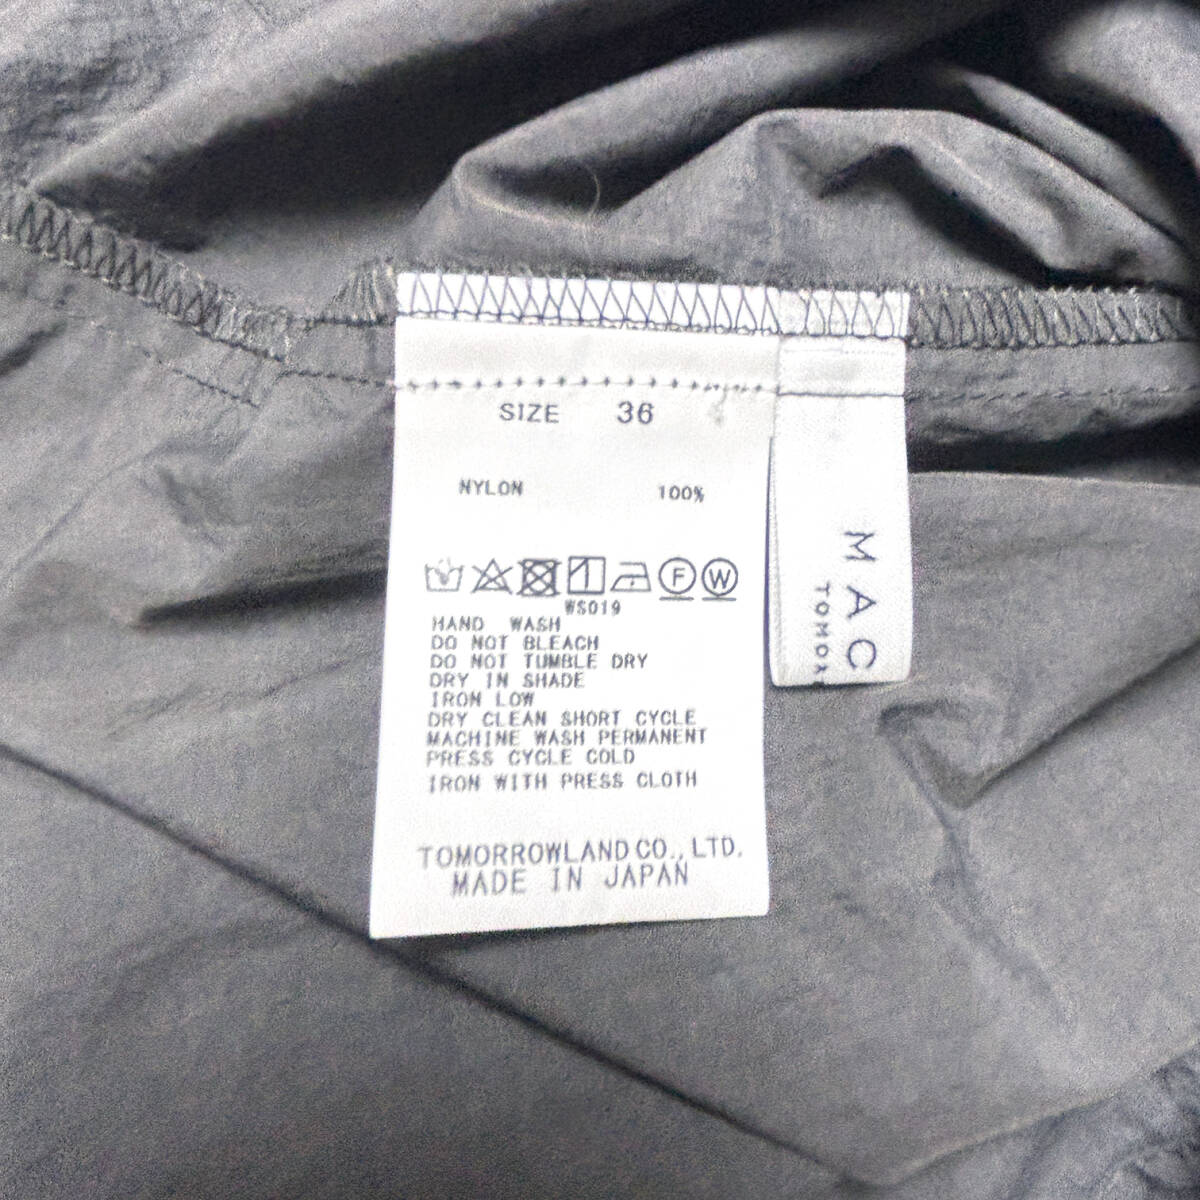 SIZE 36
NYLON 100%
F W
WS019
HAND WASH
DO NOT BLEACH
DO NOT TUMBLE DRY
DRY IN SHADE
IRON LOW
DRY CLEAN SHORT CYCLE
MACHINE WASH PERMANENT
PRESS CYCLE COLD
IRON WITH PRESS CLOTH
TOMORROWLAND CO., LTD.
MADE IN JAPAN
MAC
TOMO